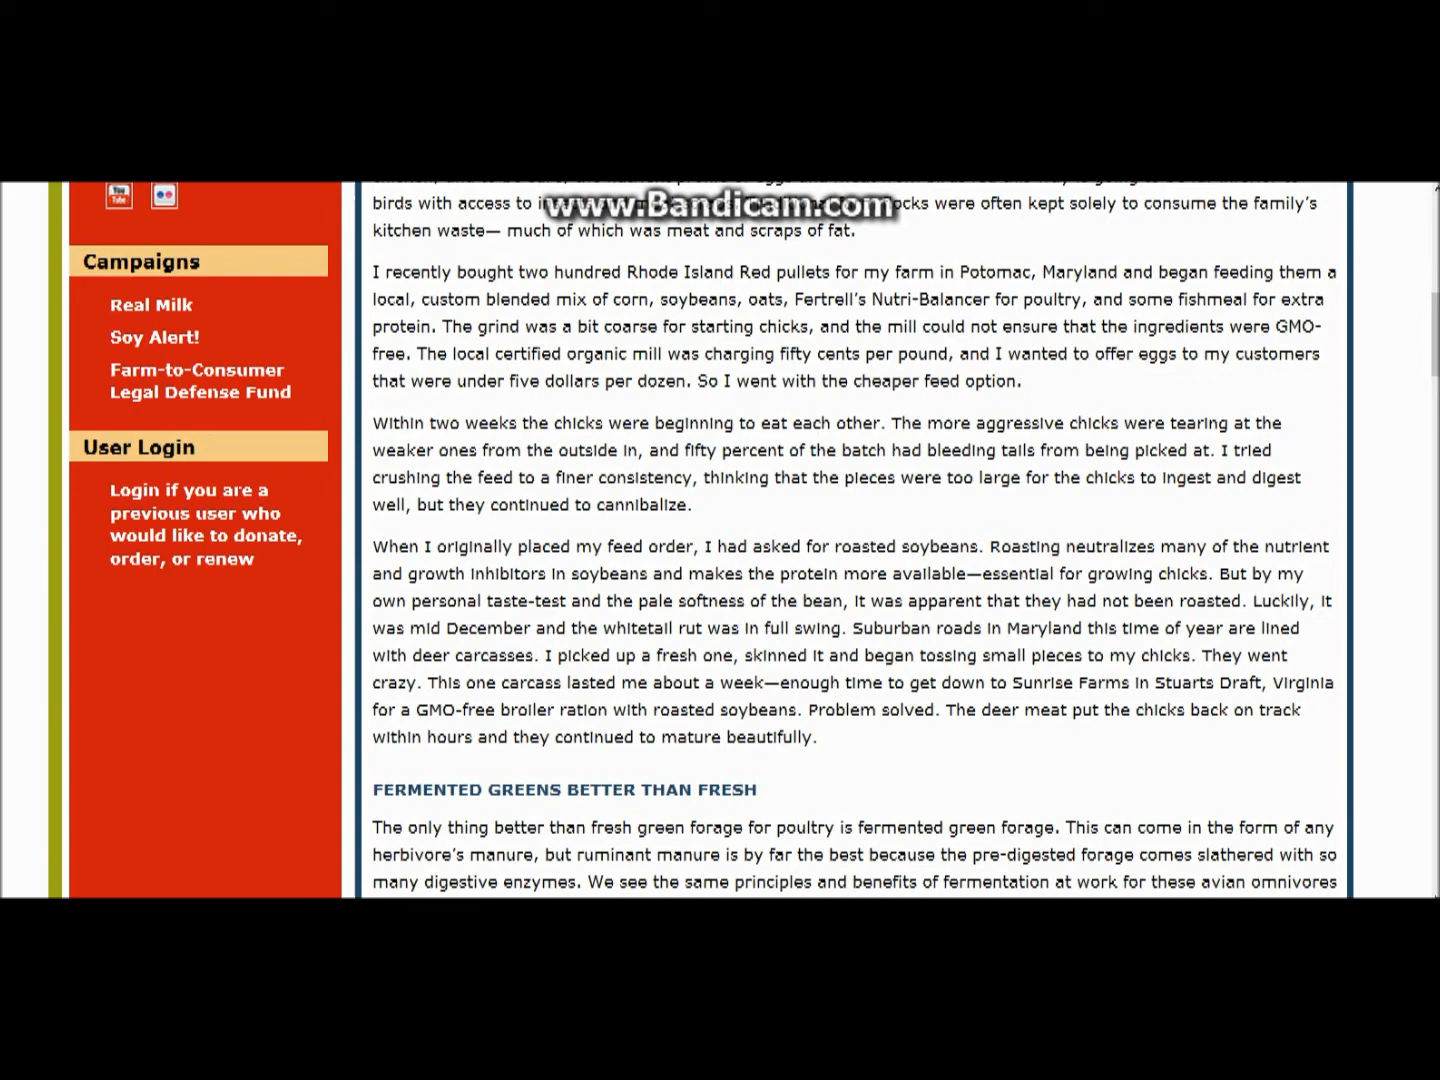 You
Tube
Campaigns
Real Milk
Soy Alert!
Farm-to-Consumer
Legal Defense Fund
User Login
Login if you are a
previous user who
would like to donate,
order, or renew
www.Bandicam.com
birds with access to were often kept solely to consume the family's
kitchen waste— much of which was meat and scraps of fat.
I recently bought two hundred Rhode Island Red pullets for my farm in Potomac, Maryland and began feeding them a
local, custom blended mix of corn, soybeans, oats, Fertrell's Nutri-Balancer for poultry, and some fishmeal for extra
protein. The grind was a bit coarse for starting chicks, and the mill could not ensure that the ingredients were GMO-
free. The local certified organic mill was charging fifty cents per pound, and I wanted to offer eggs to my customers
that were under five dollars per dozen. So I went with the cheaper feed option.
Within two weeks the chicks were beginning to eat each other. The more aggressive chicks were tearing at the
weaker ones from the outside in, and fifty percent of the batch had bleeding tails from being picked at. I tried
crushing the feed to a finer consistency, thinking that the pieces were too large for the chicks to ingest and digest
well, but they continued to cannibalize.
When I originally placed my feed order, I had asked for roasted soybeans. Roasting neutralizes many of the nutrient
and growth inhibitors in soybeans and makes the protein more available—essential for growing chicks. But by my
own personal taste-test and the pale softness of the bean, it was apparent that they had not been roasted. Luckily, it
was mid December and the whitetail rut was in full swing. Suburban roads in Maryland this time of year are lined
with deer carcasses. I picked up a fresh one, skinned it and began tossing small pieces to my chicks. They went
crazy. This one carcass lasted me about a week—enough time to get down to Sunrise Farms in Stuarts Draft, Virginia
for a GMO-free broiler ration with roasted soybeans. Problem solved. The deer meat put the chicks back on track
within hours and they continued to mature beautifully.
FERMENTED GREENS BETTER THAN FRESH
The only thing better than fresh green forage for poultry is fermented green forage. This can come in the form of any
herbivore's manure, but ruminant manure is by far the best because the pre-digested forage comes slathered with so
many digestive enzymes. We see the same principles and benefits of fermentation at work for these avian omnivores